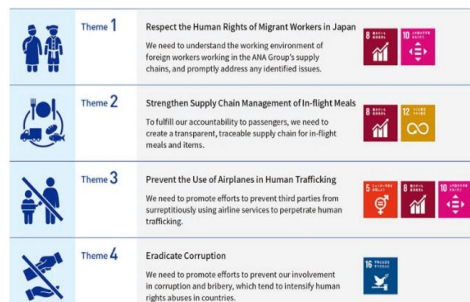 Theme 1
Respect the Human Rights of Migrant Workers in Japan
We need to understand the working environment of
foreign workers working in the ANA Group's supply
chains, and promptly address any identified issues.
8
10
Theme 2
Strengthen Supply Chain Management of In-flight Meals
To fulfill our accountability to passengers, we need to
create a transparent, traceable supply chain for in-flight
meals and items.
8
12
Theme 3
Prevent the Use of Airplanes in Human Trafficking
We need to promote efforts to prevent third parties from
surreptitiously using airline services to perpetrate human
trafficking.
5
8
10
Theme 4
Eradicate Corruption
We need to promote efforts to prevent our involvement
in corruption and bribery, which tend to intensify human
rights abuses in countries.
16